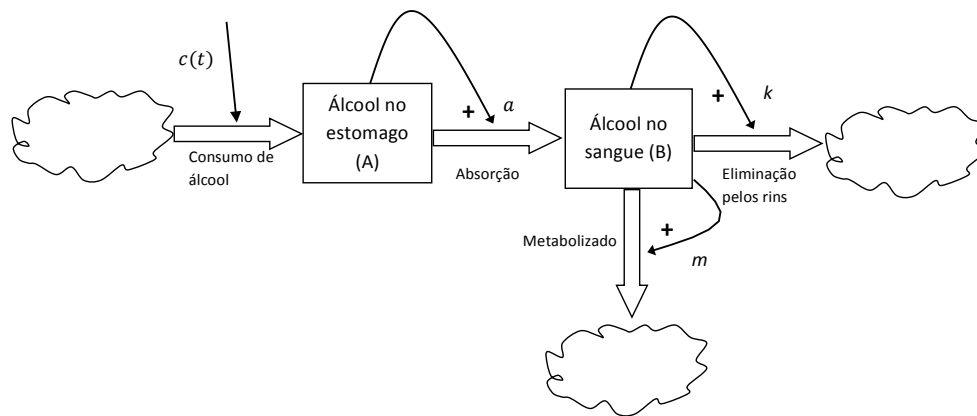 c(t)
Consumo de
álcool
Álcool no
estomago
(A)
+
a
Absorção
Álcool no
sangue (B)
+
k
Eliminação
pelos rins
Metabolizado
+
m